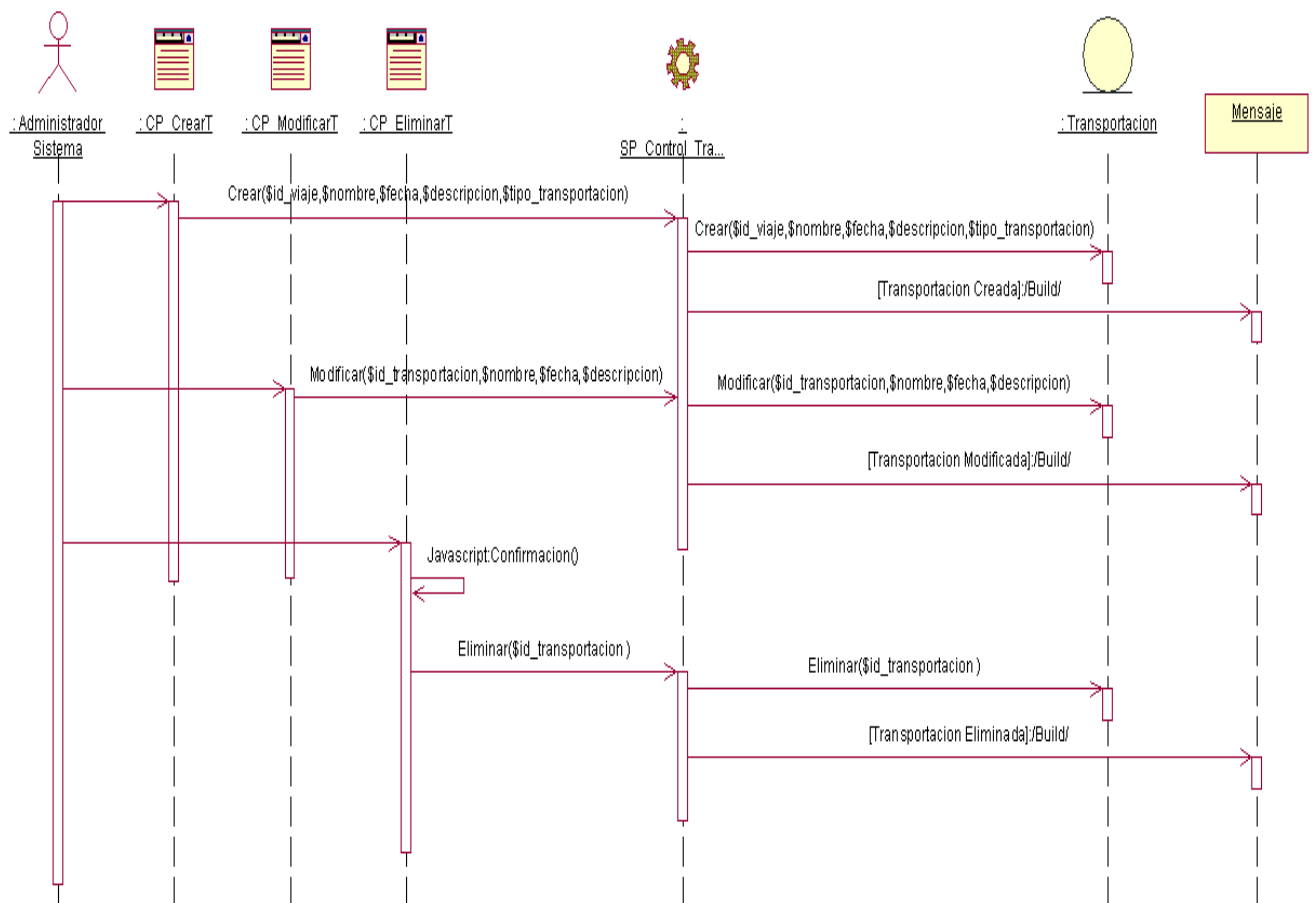 : Administrador
Sistema
: CP_CrearT
: CP_ModificarT
: CP_EliminarT
:
SP_Control_Tra...
: Transportacion
Mensaje
Crear($id_viaje,$nombre,$fecha,$descripcion,$tipo_transportacion)
Crear($id_viaje,$nombre,$fecha,$descripcion,$tipo_transportacion)
[Transportacion Creada]:/Build/
Modificar($id_transportacion,$nombre,$fecha,$descripcion)
Modificar($id_transportacion,$nombre,$fecha,$descripcion)
[Transportacion Modificada]:/Build/
Javascript:Confirmacion()
Eliminar($id_transportacion )
Eliminar($id_transportacion )
[Transportacion Eliminada]:/Build/